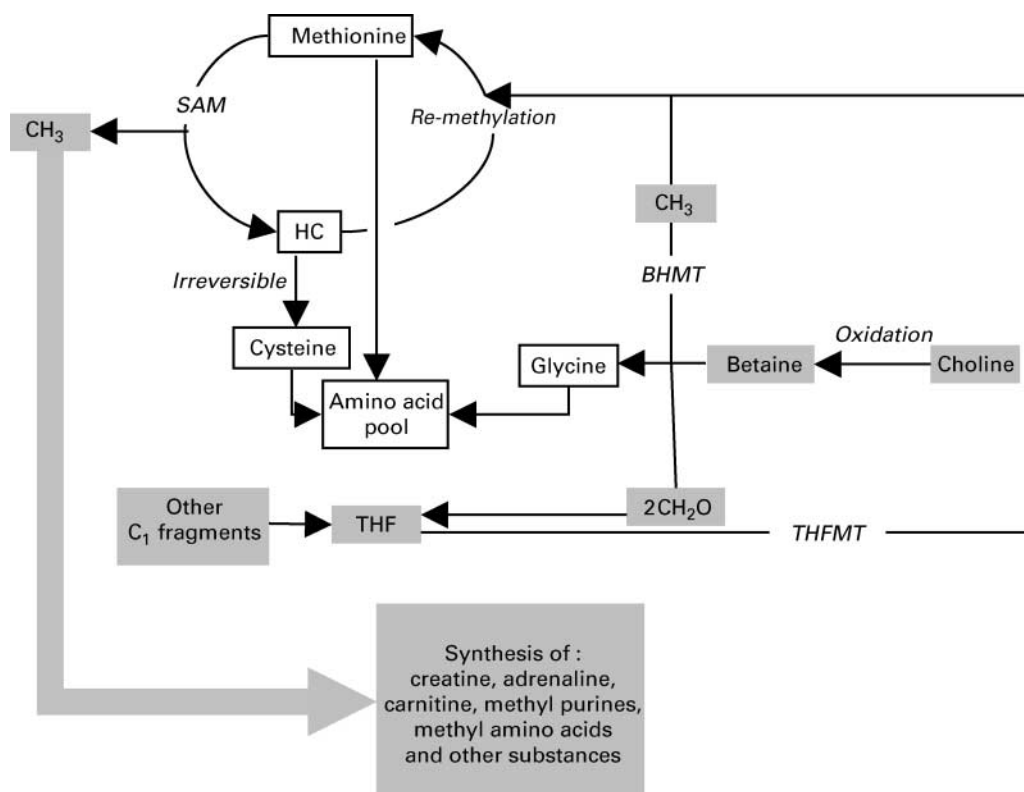 Methionine
SAM
Re-methylation
CH₃
CH₃
HC
Irreversible
BHMT
Oxidation
Cysteine
Glycine
Betaine
Choline
Amino acid
pool
Other
C₁ fragments
THF
2CH₂O
THFMT
Synthesis of :
creatine, adrenaline,
carnitine, methyl purines,
methyl amino acids
and other substances